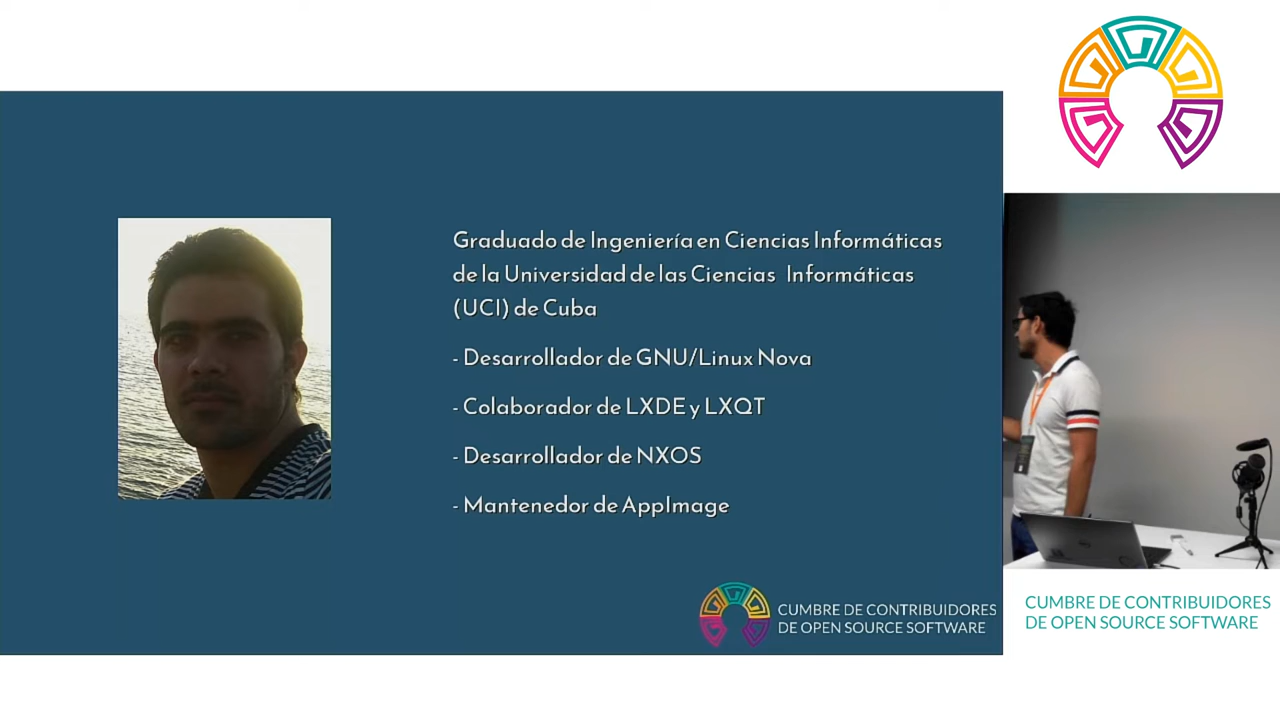 Graduado de Ingeniería en Ciencias Informáticas
de la Universidad de las Ciencias Informáticas
(UCI) de Cuba
- Desarrollador de GNU/Linux Nova
- Colaborador de LXDE y LXQT
- Desarrollador de NXOS
- Mantenedor de AppImage
CUMBRE DE CONTRIBUIDORES
DE OPEN SOURCE SOFTWARE
CUMBRE DE CONTRIBUIDORES
DE OPEN SOURCE SOFTWARE